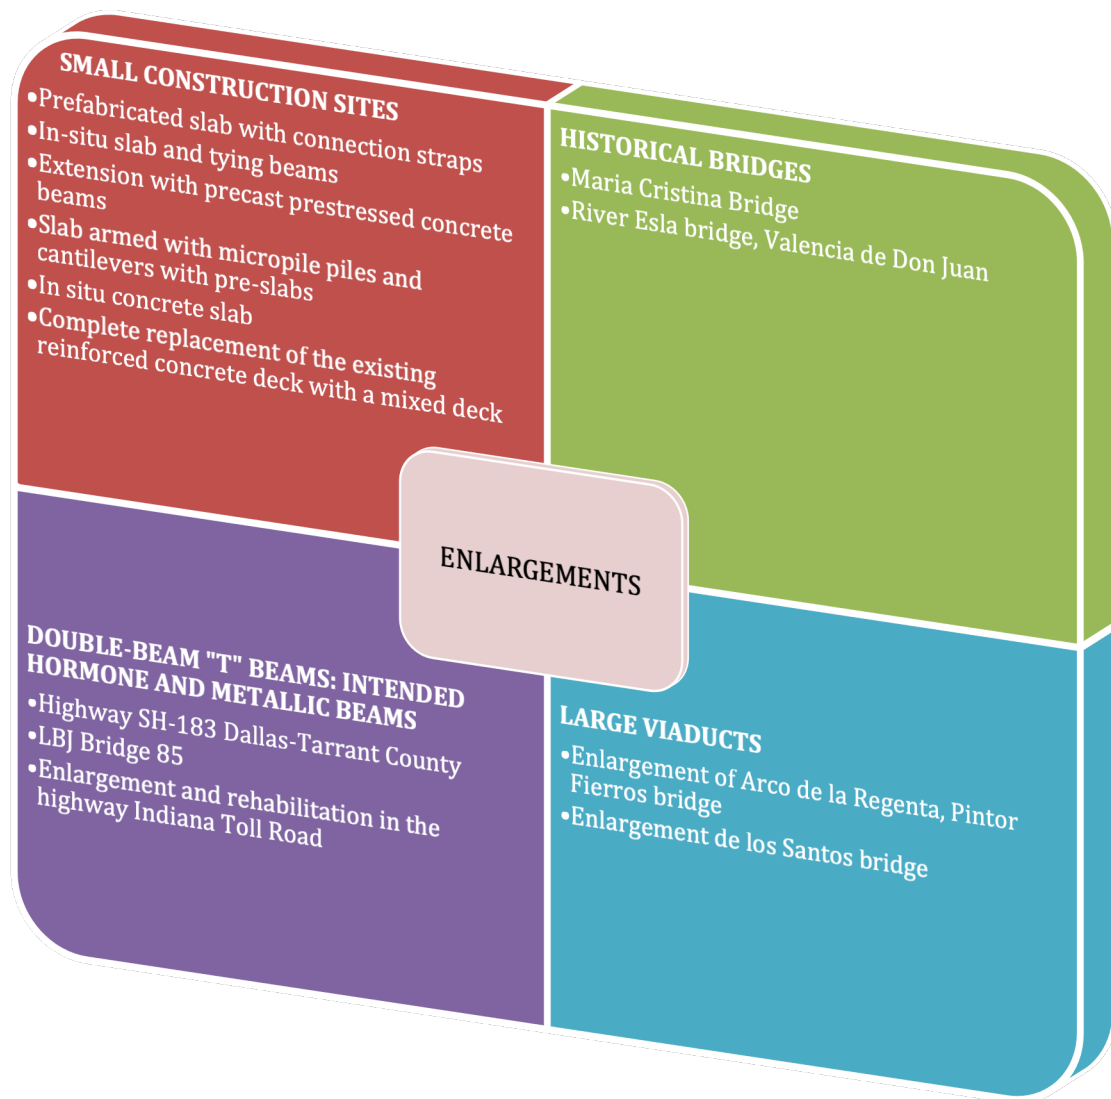 SMALL CONSTRUCTION SITES
•Prefabricated slab with connection straps
•In-situ slab and tying beams
•Extension with precast prestressed concrete
beams
•Slab armed with micropile piles and
cantilevers with pre-slabs
•In situ concrete slab
•Complete replacement of the existing
reinforced concrete deck with a mixed deck
HISTORICAL BRIDGES
•Maria Cristina Bridge
•River Esla bridge, Valencia de Don Juan
ENLARGEMENTS
DOUBLE-BEAM "T" BEAMS: INTENDED
HORMONE AND METALLIC BEAMS
•Highway SH-183 Dallas-Tarrant County
•LBJ Bridge 85
•Enlargement and rehabilitation in the
highway Indiana Toll Road
LARGE VIADUCTS
•Enlargement of Arco de la Regenta, Pintor
Fierros bridge
•Enlargement de los Santos bridge